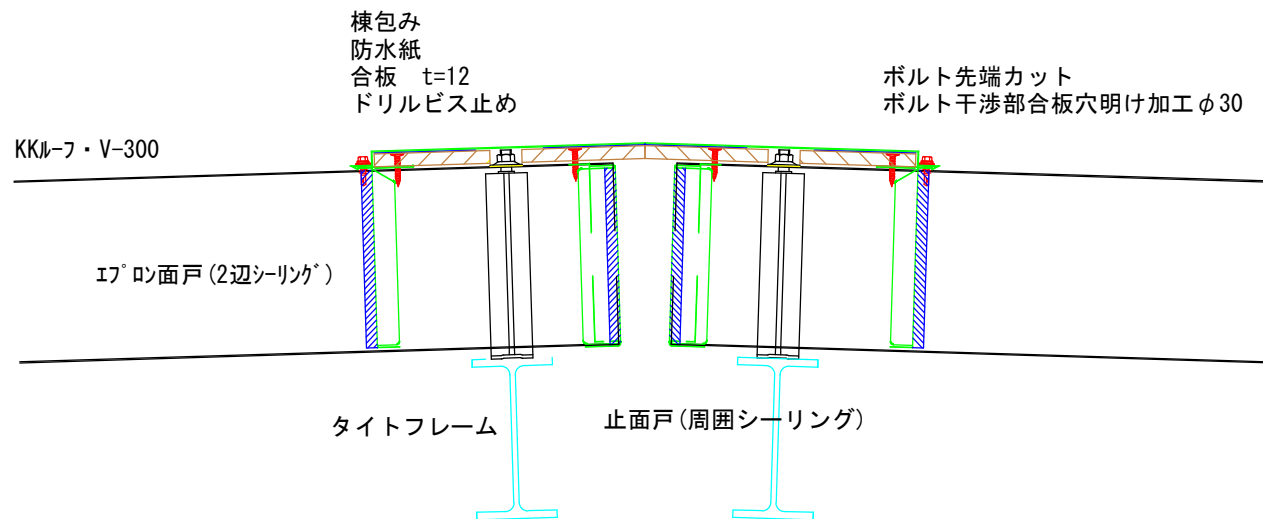 棟包み
防水紙
合板　t=12
ドリルビス止め
ボルト先端カット
ボルト干渉部合板穴明け加工φ30
KKﾙｰﾌ・V-300
ｴﾌﾟﾛﾝ面戸(2辺ｼｰﾘﾝｸﾞ)
タイトフレーム
止面戸(周囲シーリング)